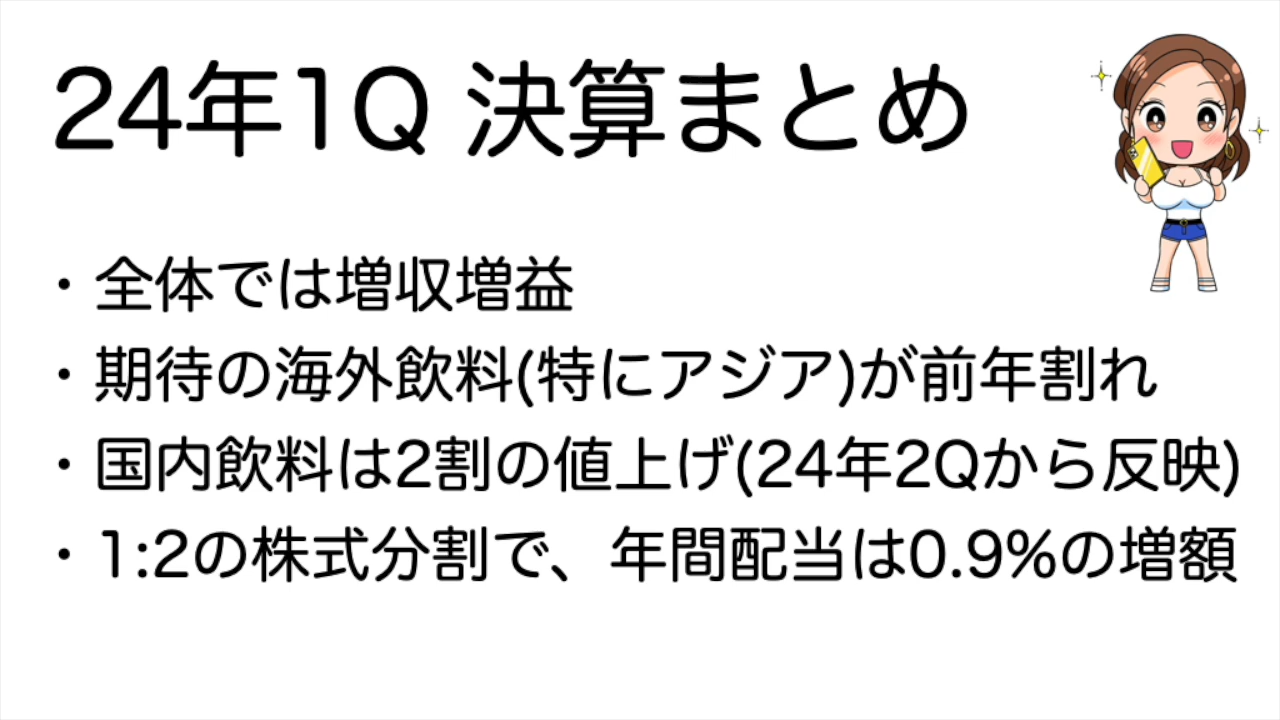 24年1Q 決算まとめ
・全体では増収増益
・期待の海外飲料(特にアジア)が前年割れ
・国内飲料は2割の値上げ(24年2Qから反映)
・1:2の株式分割で、年間配当は0.9%の増額